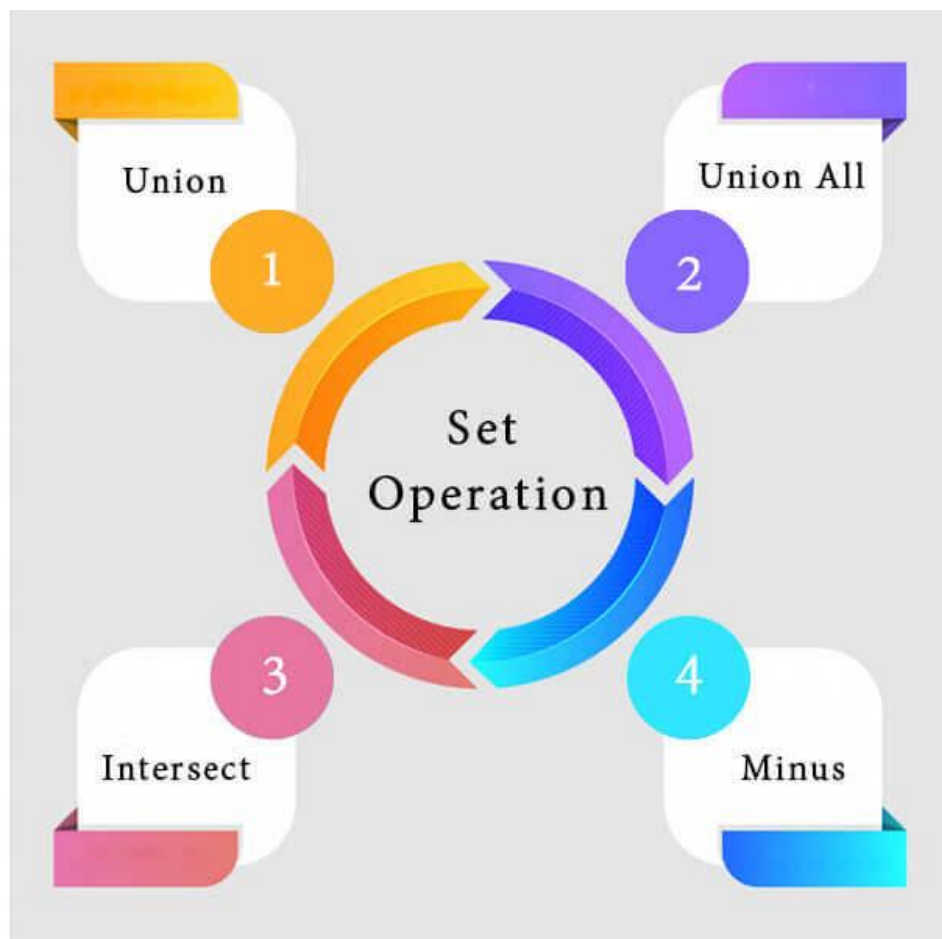 Union
1
Union All
2
Set
Operation
3
Intersect
4
Minus